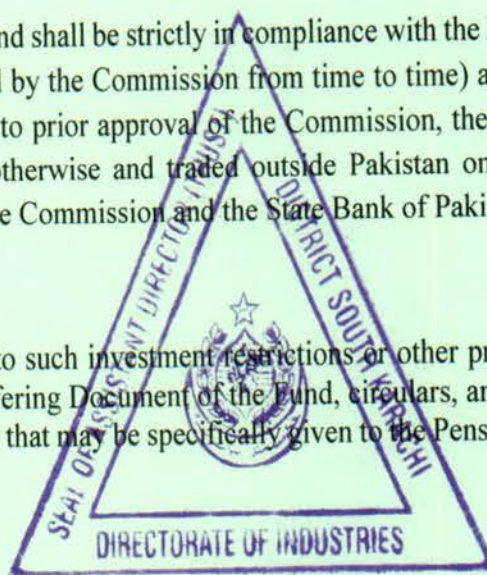 nd shall be strictly in compliance with the
by the Commission from time to time) a
to prior approval of the Commission, the
otherwise and traded outside Pakistan on
e Commission and the State Bank of Paki
to such investment restrictions or other pr
fering Document of the Fund, circulars, an
that may be specifically given to the Pens
SEAL OF ASSISTANT DIRECTOR (TRUST)
DISTRICT SOUTH KARACHI
DIRECTORATE OF INDUSTRIES